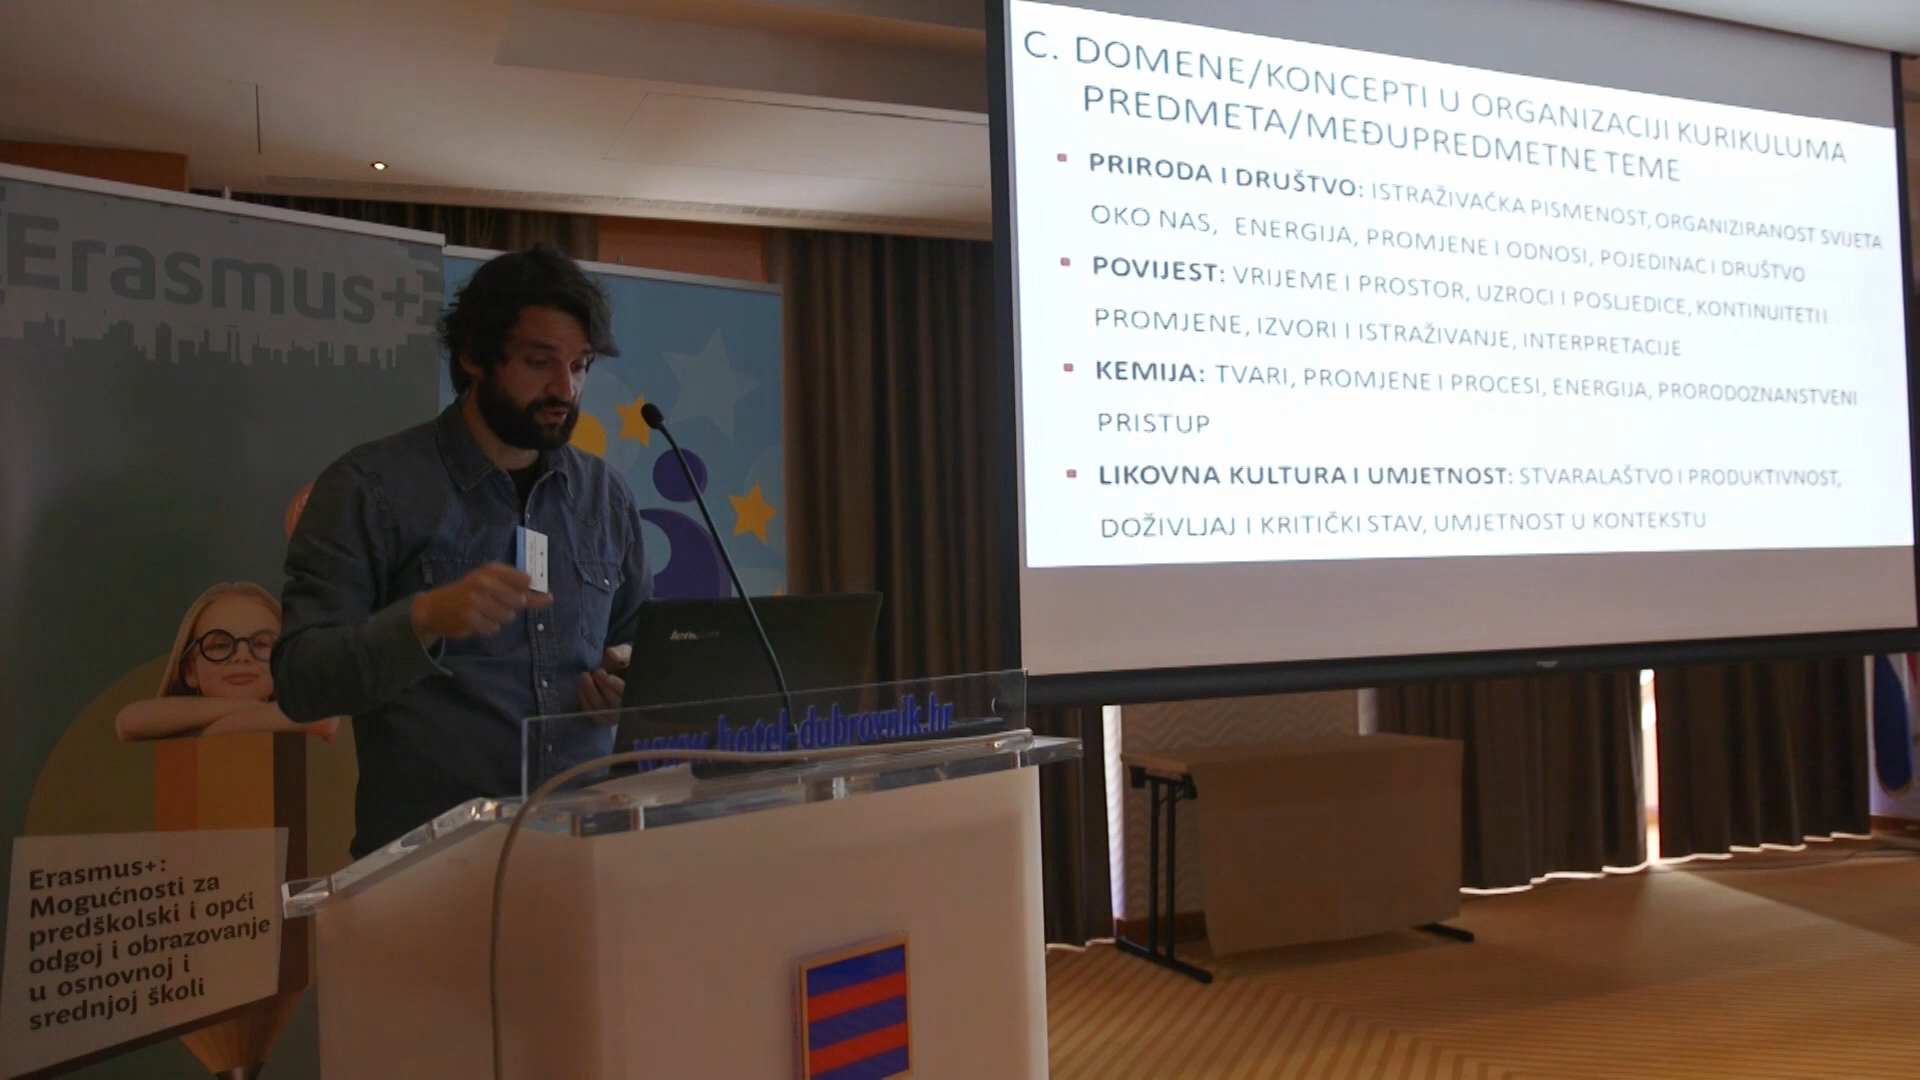 C. DOMENE/KONCEPTI U ORGANIZACIJI KURIKULUMA
PREDMETA/MEĐUPREDMETNE TEME
PRIRODA I DRUŠTVO: ISTRAŽIVAČKA PISMENOST, ORGANIZIRANOST SVIJETA
OKO NAS, ENERGIJA, PROMJENE I ODNOSI, POJEDINAC I DRUŠTVO
POVIJEST: VRIJEME I PROSTOR, UZROCI I POSLJEDICE, KONTINUITETI I
PROMJENE, IZVORI I ISTRAŽIVANJE, INTERPRETACIJE
KEMIJA: TVARI, PROMJENE I PROCESI, ENERGIJA, PRORODOZNANSTVENI
PRISTUP
LIKOVNA KULTURA I UMJETNOST: STVARALAŠTVO I PRODUKTIVNOST,
DOŽIVLJAJ I KRITIČKI STAV, UMJETNOST U KONTEKSTU
Erasmus+
lenovo
www.hotel-dubrovnik.hr
Erasmus+:
Mogućnosti za
predškolski i opći
odgoj i obrazovanje
u osnovnoj i
srednjoj školi